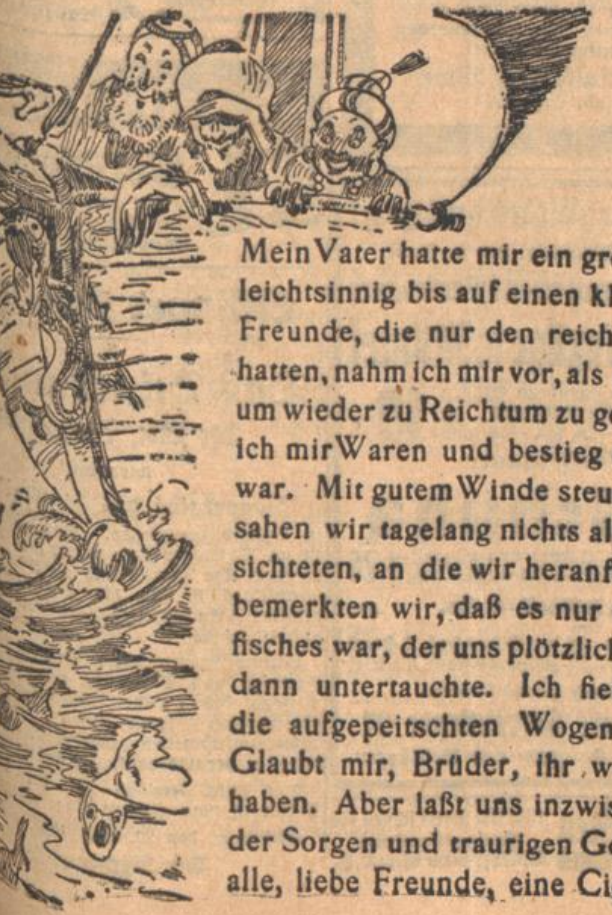 Mein Vater hatte mir ein gro
leichtsinnig bis auf einen kl
Freunde, die nur den reich
hatten, nahm ich mir vor, als
um wieder zu Reichtum zu ge
ich mir Waren und bestieg
war. Mit gutem Winde steu
sahen wir tagelang nichts al
sichteten, an die wir heranf
bemerkten wir, daß es nur
fisches war, der uns plötzlich
dann untertauchte. Ich fie
die aufgepeitschten Wogen
Glaubt mir, Brüder, ihr w
haben. Aber laßt uns inzwis
der Sorgen und traurigen Ge
alle, liebe Freunde, eine Ci